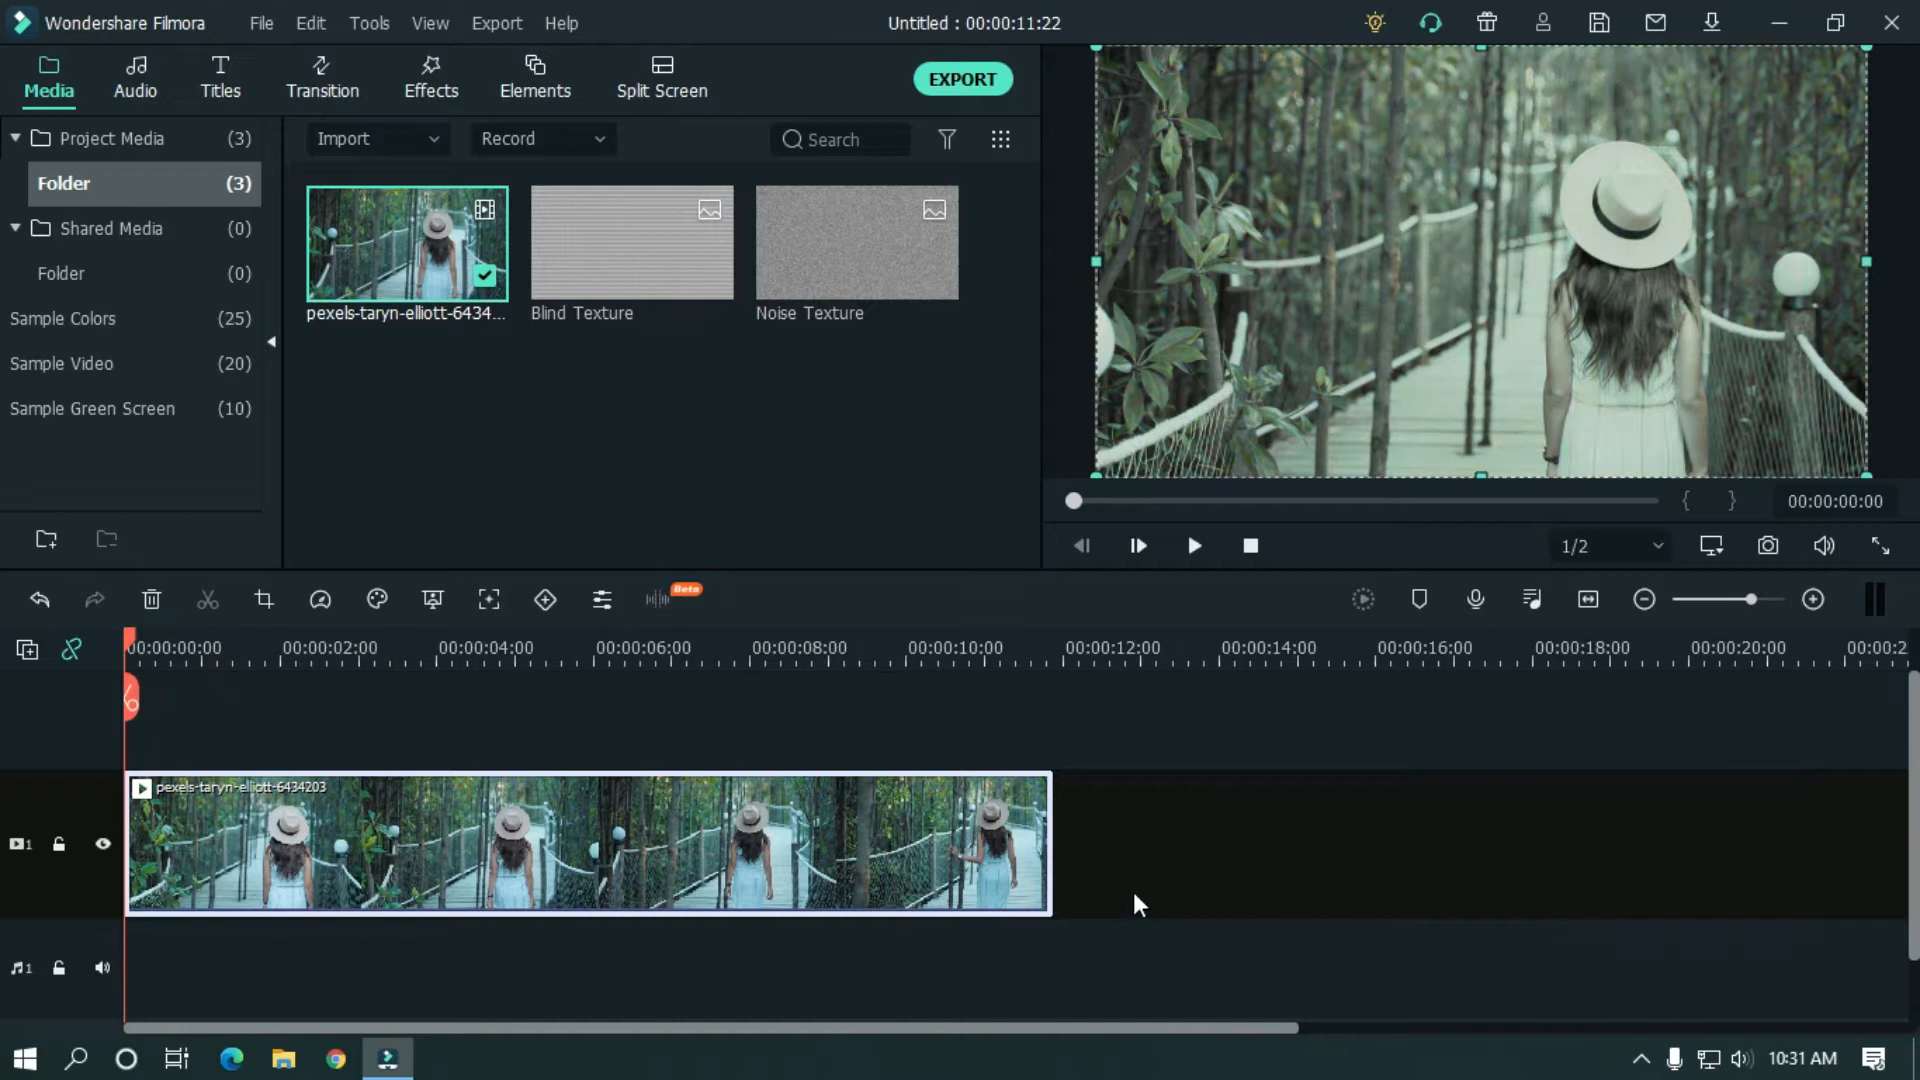 Wondershare Filmora
File
Edit
Tools
View
Export
Help
Untitled : 00:00:11:22
Media
Audio
Titles
Transition
Effects
Elements
Split Screen
EXPORT
Project Media (3)
Folder (3)
Shared Media (0)
Folder (0)
Sample Colors (25)
Sample Video (20)
Sample Green Screen (10)
Import
Record
Search
pexels-taryn-elliott-6434...
Blind Texture
Noise Texture
{ }
00:00:00:00
1/2
Beta
00:00:00:00
00:00:02:00
00:00:04:00
00:00:06:00
00:00:08:00
00:00:10:00
00:00:12:00
00:00:14:00
00:00:16:00
00:00:18:00
00:00:20:00
00:00:2
pexels-taryn-elliott-6434203
1
1
10:31 AM